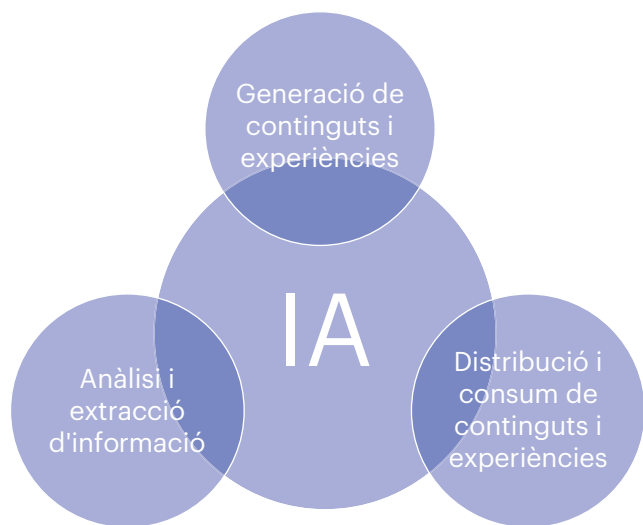 Generació de
continguts i
experiències
IA
Anàlisi i
extracció
d'informació
Distribució i
consum de
continguts i
experiències